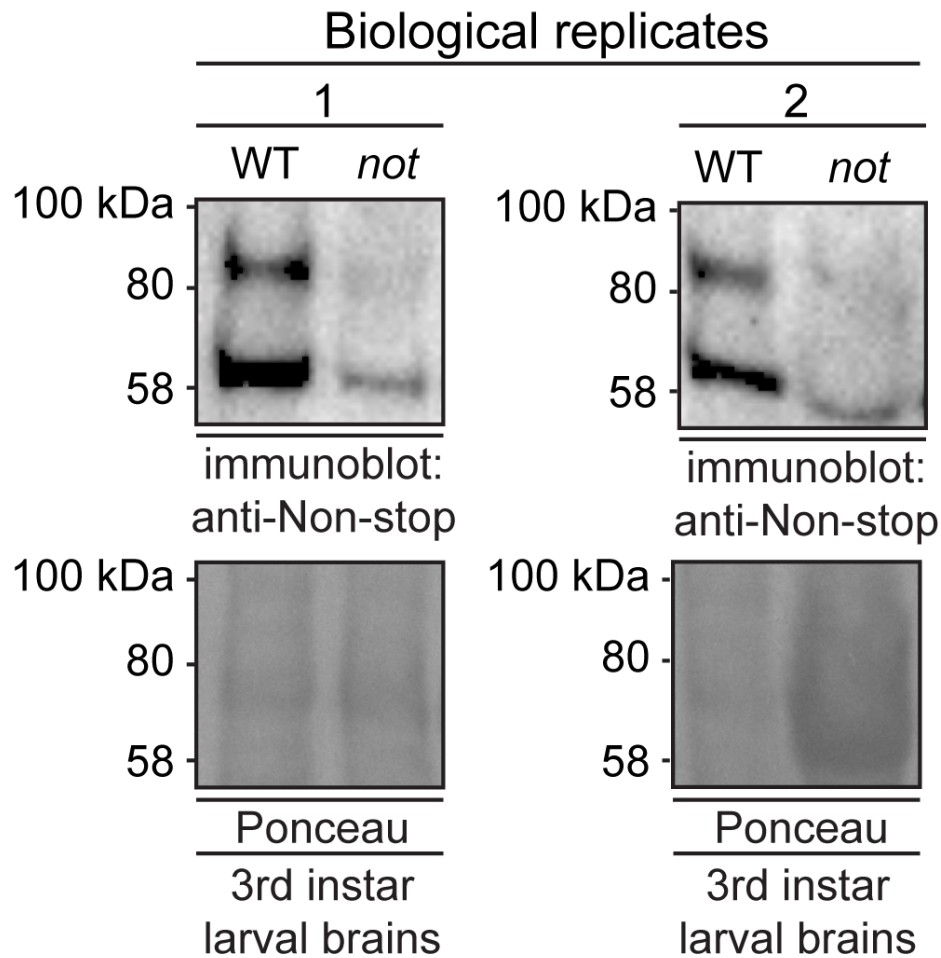 Biological replicates
1
2
WT not
WT not
100 kDa
80
58
100 kDa
80
58
immunoblot:
anti-Non-stop
immunoblot:
anti-Non-stop
100 kDa
80
58
100 kDa
80
58
Ponceau
3rd instar
larval brains
Ponceau
3rd instar
larval brains